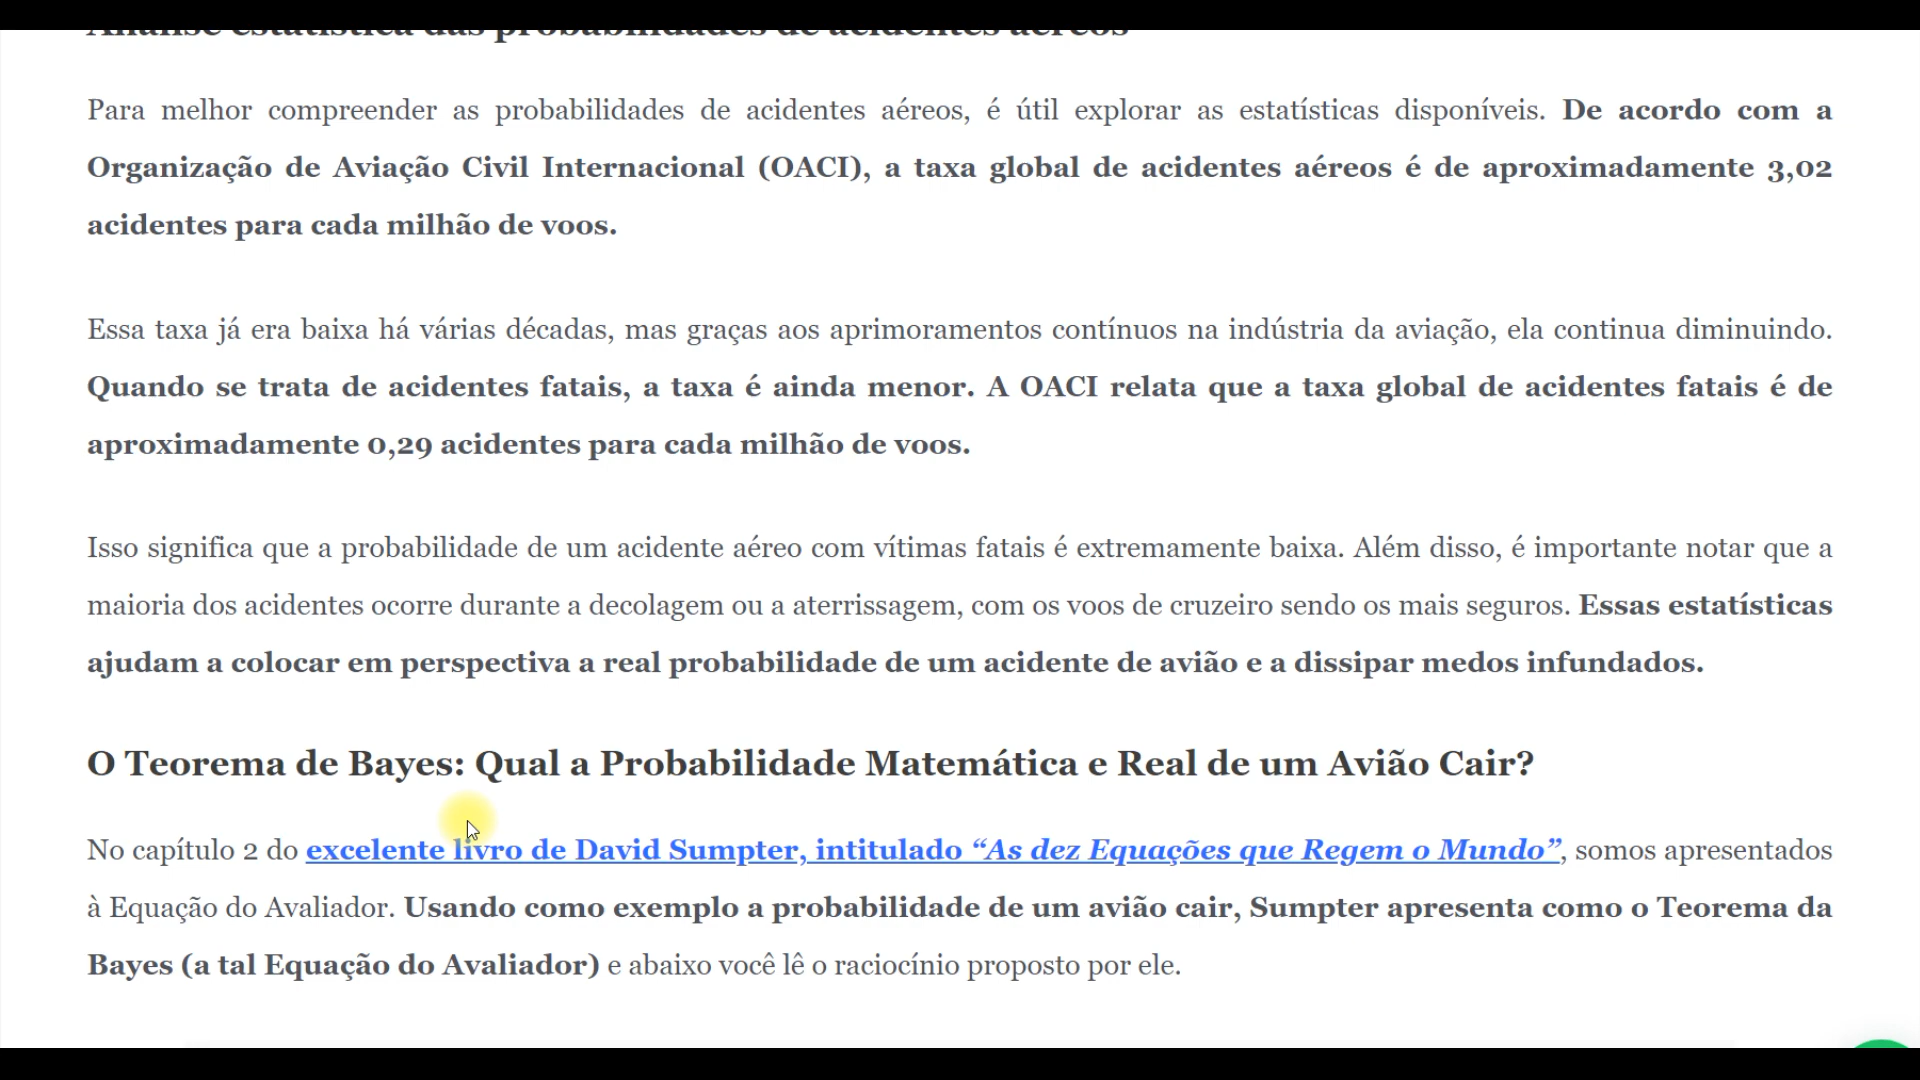 Análise estatística das probabilidades de acidentes aéreos
Para melhor compreender as probabilidades de acidentes aéreos, é útil explorar as estatísticas disponíveis. De acordo com a
Organização de Aviação Civil Internacional (OACI), a taxa global de acidentes aéreos é de aproximadamente 3,02
acidentes para cada milhão de voos.
Essa taxa já era baixa há várias décadas, mas graças aos aprimoramentos contínuos na indústria da aviação, ela continua diminuindo.
Quando se trata de acidentes fatais, a taxa é ainda menor. A OACI relata que a taxa global de acidentes fatais é de
aproximadamente 0,29 acidentes para cada milhão de voos.
Isso significa que a probabilidade de um acidente aéreo com vítimas fatais é extremamente baixa. Além disso, é importante notar que a
maioria dos acidentes ocorre durante a decolagem ou a aterrissagem, com os voos de cruzeiro sendo os mais seguros. Essas estatísticas
ajudam a colocar em perspectiva a real probabilidade de um acidente de avião e a dissipar medos infundados.
O Teorema de Bayes: Qual a Probabilidade Matemática e Real de um Avião Cair?
No capítulo 2 do excelente livro de David Sumpter, intitulado “As dez Equações que Regem o Mundo”, somos apresentados
à Equação do Avaliador. Usando como exemplo a probabilidade de um avião cair, Sumpter apresenta como o Teorema da
Bayes (a tal Equação do Avaliador) e abaixo você lê o raciocínio proposto por ele.